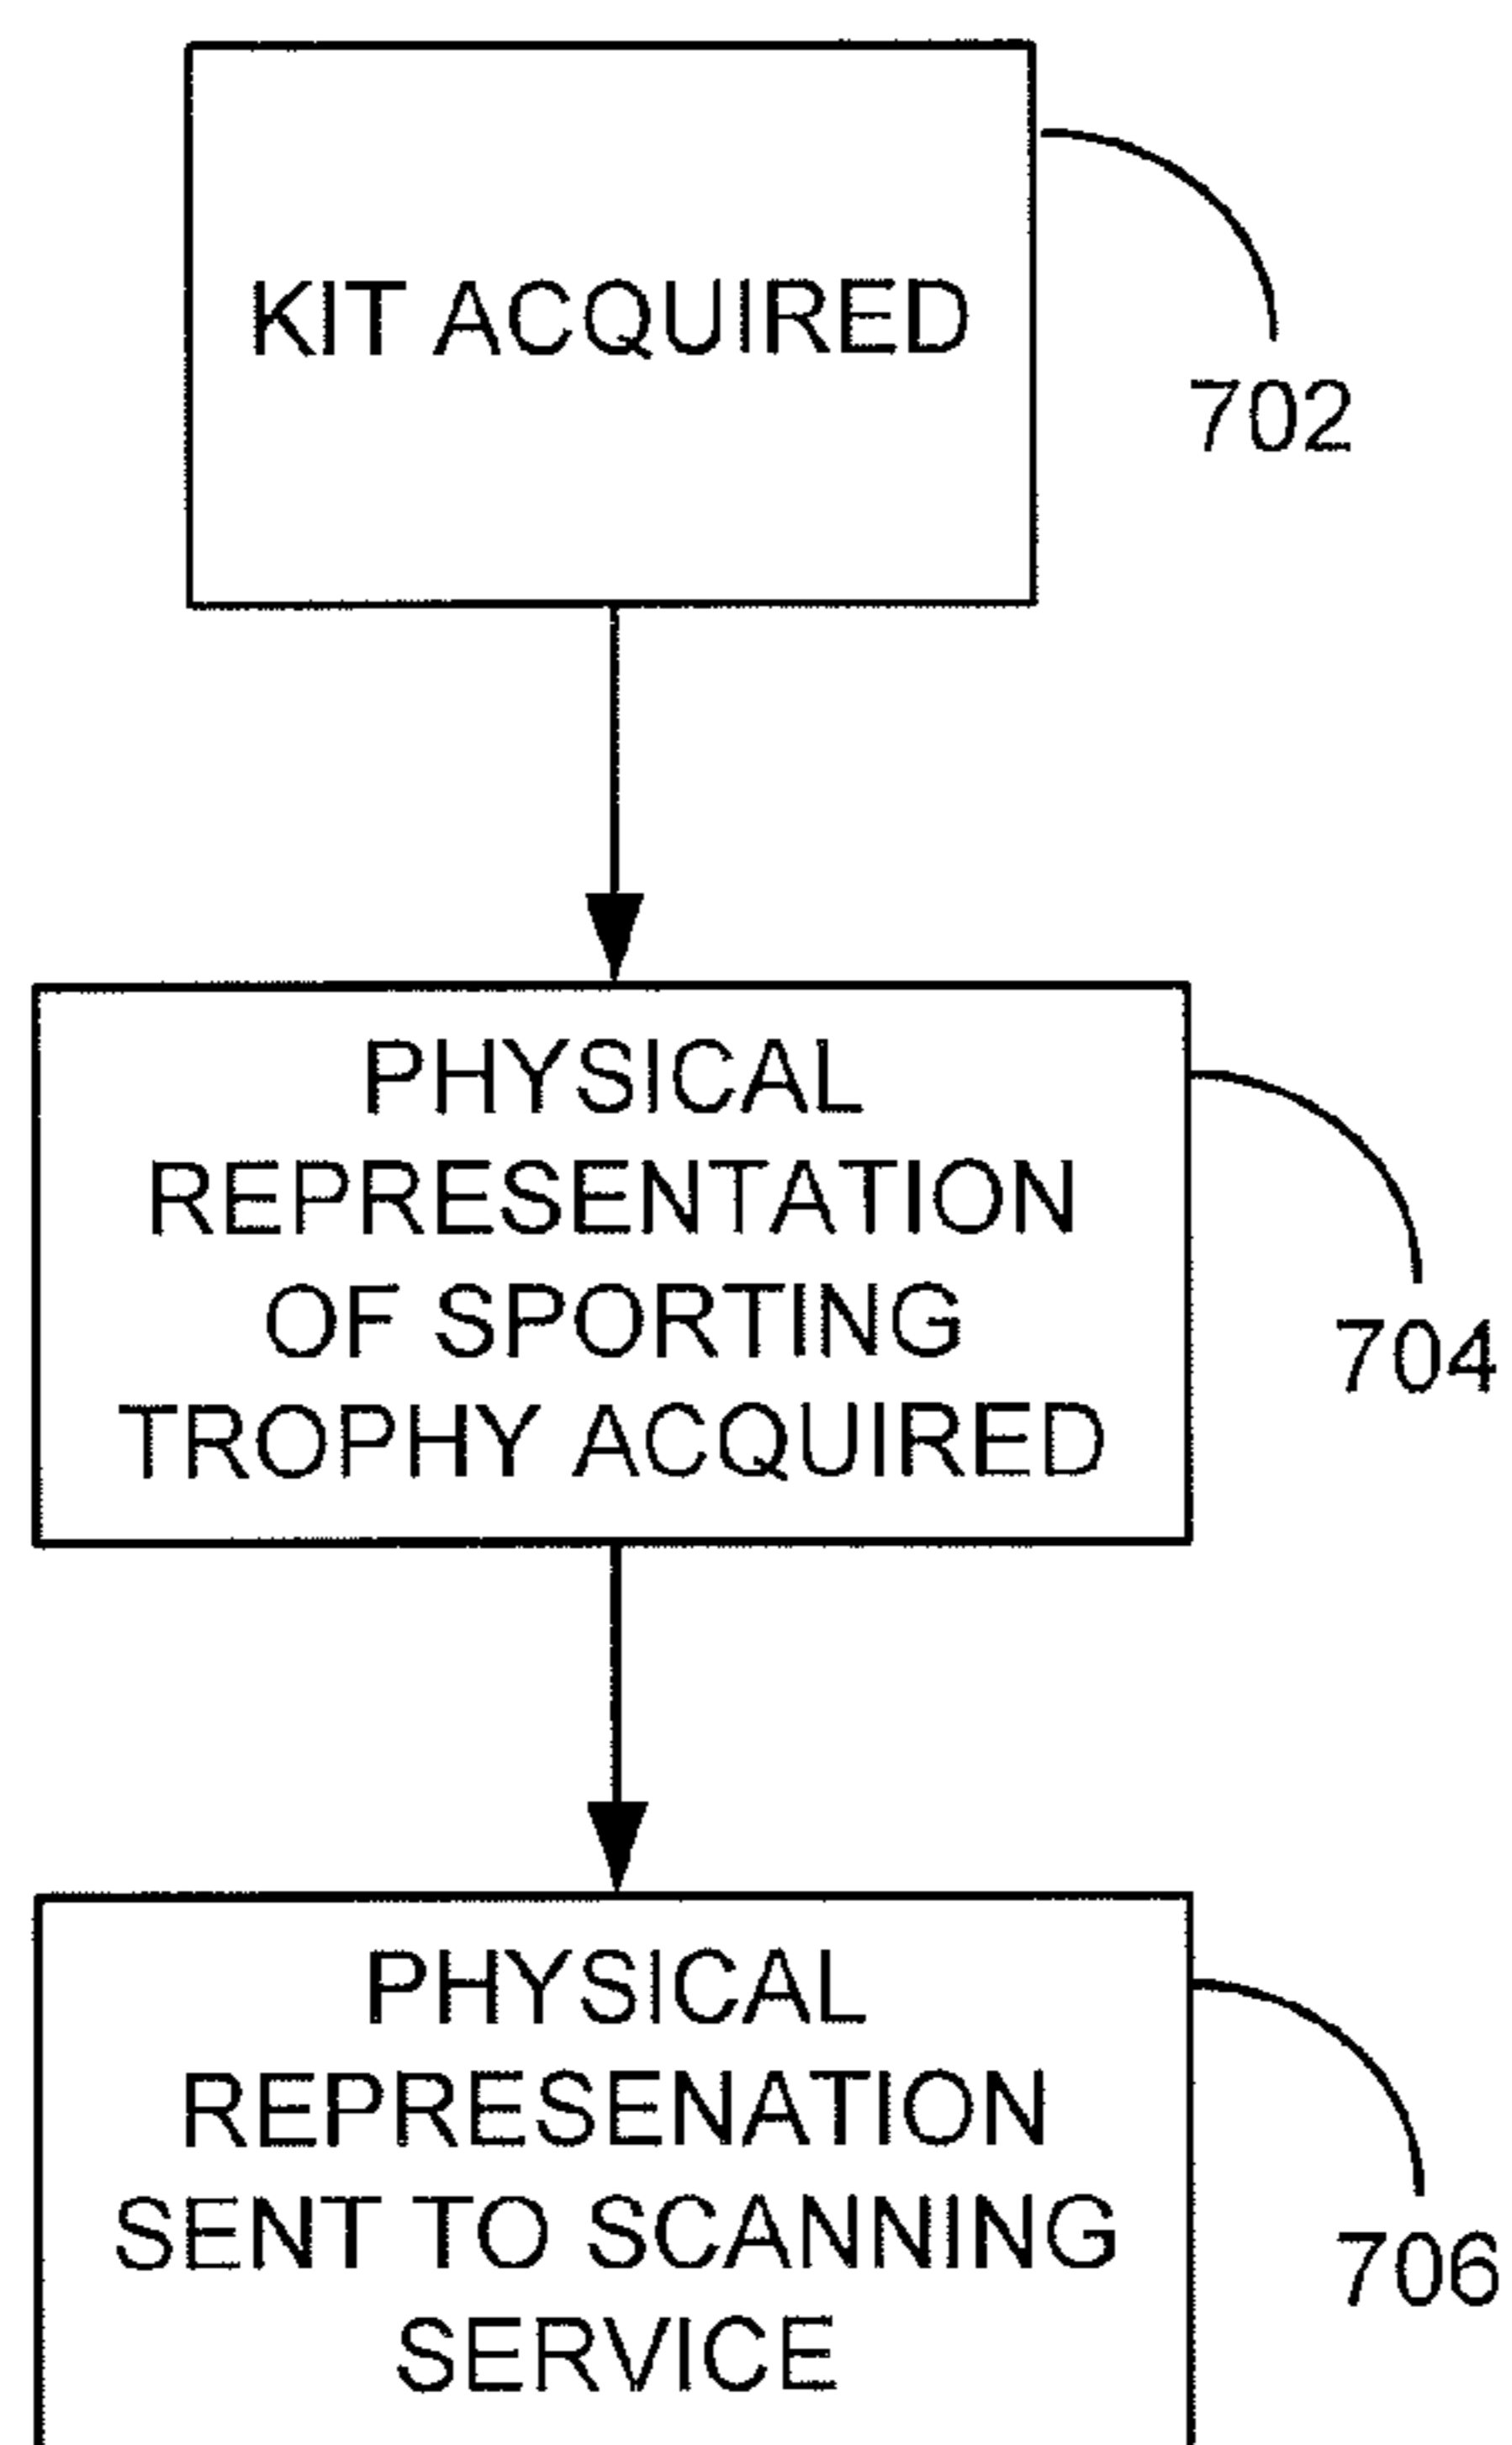 KIT ACQUIRED
702
PHYSICAL
REPRESENTATION
OF SPORTING
TROPHY ACQUIRED
704
PHYSICAL
REPRESENATION
SENT TO SCANNING
SERVICE
706